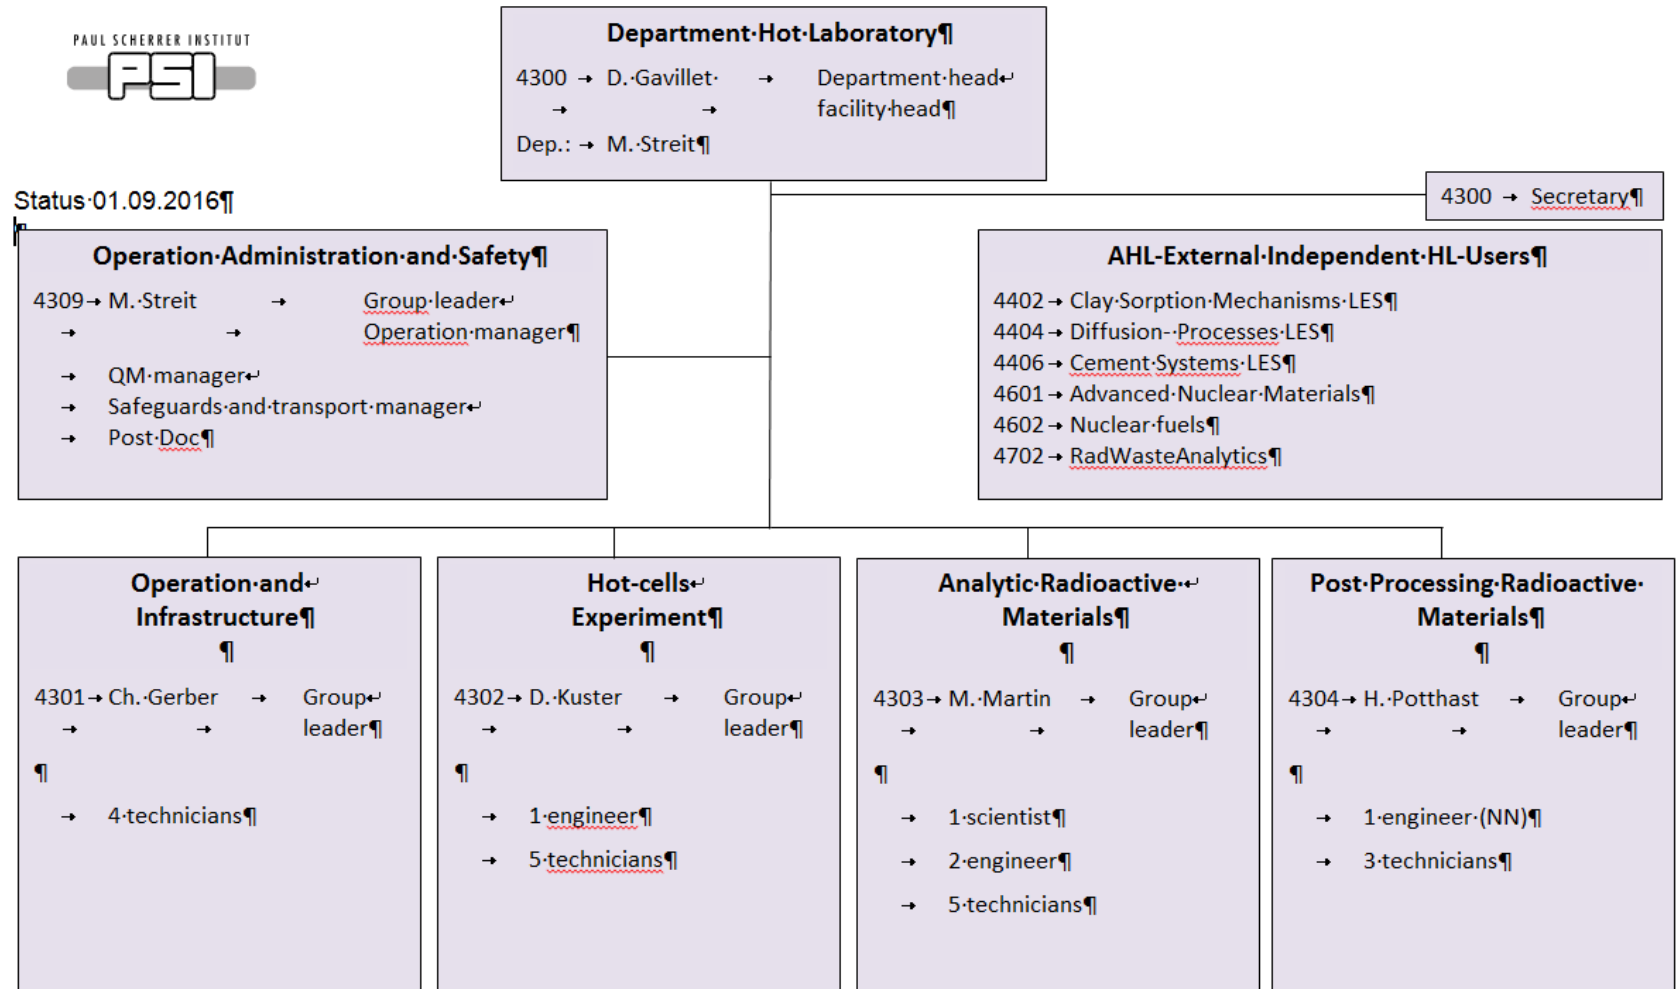 PAUL SCHERRER INSTITUT
PSI
Department·Hot·Laboratory¶
4300 → D.·Gavillet· → Department·head↵
→ → facility·head¶
Dep.: → M.·Streit¶
Status·01.09.2016¶
¶
4300 → Secretary¶
Operation·Administration·and·Safety¶
4309→ M.·Streit → Group·leader↵
→ → Operation·manager¶
→ QM·manager↵
→ Safeguards·and·transport·manager↵
→ Post·Doc¶
AHL-External·Independent·HL-Users¶
4402→ Clay·Sorption·Mechanisms·LES¶
4404→ Diffusion-·Processes·LES¶
4406→ Cement·Systems·LES¶
4601→ Advanced·Nuclear·Materials¶
4602→ Nuclear·fuels¶
4702→ RadWasteAnalytics¶
Operation·and↵
Infrastructure¶
¶
4301→ Ch.·Gerber → Group↵
→ → leader¶
¶
→ 4·technicians¶
Hot-cells↵
Experiment¶
¶
4302→ D.·Kuster → Group↵
→ → leader¶
¶
→ 1·engineer¶
→ 5·technicians¶
Analytic·Radioactive·↵
Materials¶
¶
4303→ M.·Martin → Group↵
→ → leader¶
¶
→ 1·scientist¶
→ 2·engineer¶
→ 5·technicians¶
Post·Processing·Radioactive·
Materials¶
¶
4304→ H.·Potthast → Group↵
→ → leader¶
¶
→ 1·engineer·(NN)¶
→ 3·technicians¶